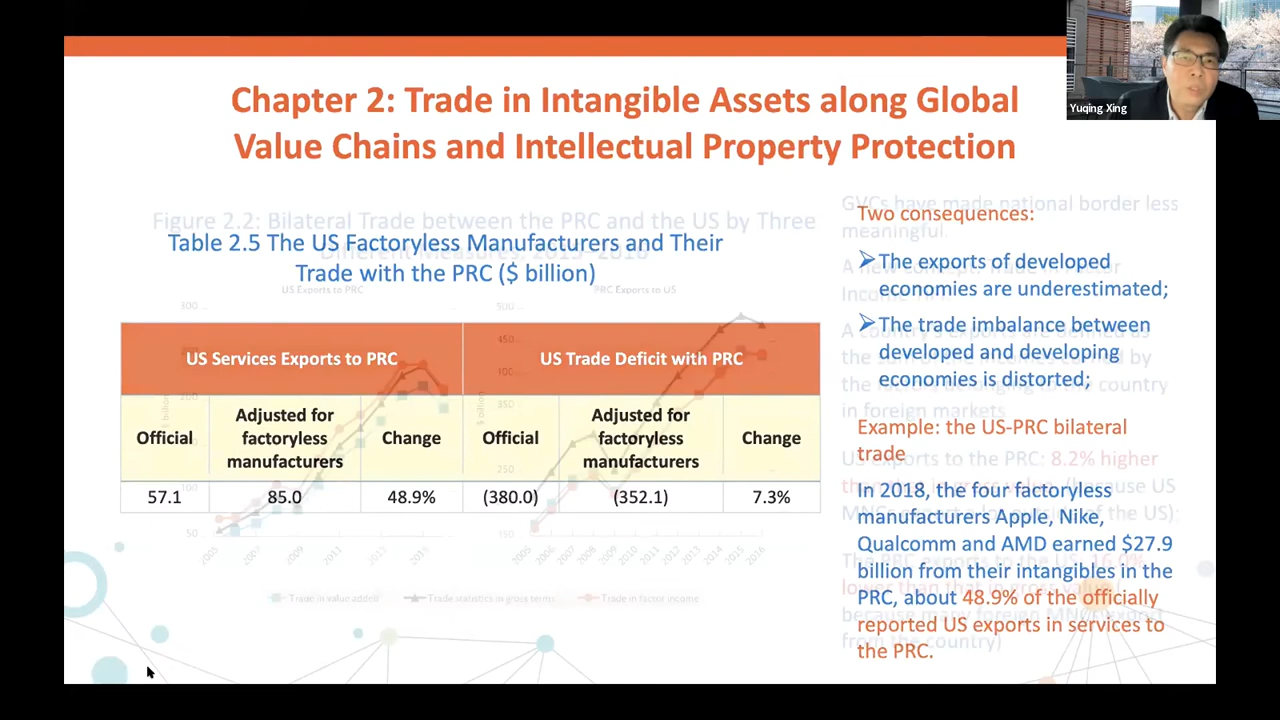 Yuqing Xing
Chapter 2: Trade in Intangible Assets along Global
Value Chains and Intellectual Property Protection
Figure 2.2: Bilateral Trade between the PRC and the US by Three
Table 2.5 The US Factoryless Manufacturers and Their
Trade with the PRC ($ billion)
US Exports to PRC
PRC Exports to US
US Services Exports to PRC
US Trade Deficit with PRC
Official
Adjusted for
factoryless
manufacturers
Change
Official
Adjusted for
factoryless
manufacturers
Change
57.1
85.0
48.9%
(380.0)
(352.1)
7.3%
Trade in value added
Trade statistics in gross terms
Trade in factor income
GVCs have made national border less
meaningful.
Two consequences:
The exports of developed
economies are underestimated;
The trade imbalance between
developed and developing
economies is distorted;
in foreign markets
Example: the US-PRC bilateral
trade
In 2018, the four factoryless
manufacturers Apple, Nike,
Qualcomm and AMD earned $27.9
billion from their intangibles in the
PRC, about 48.9% of the officially
reported US exports in services to
the PRC.